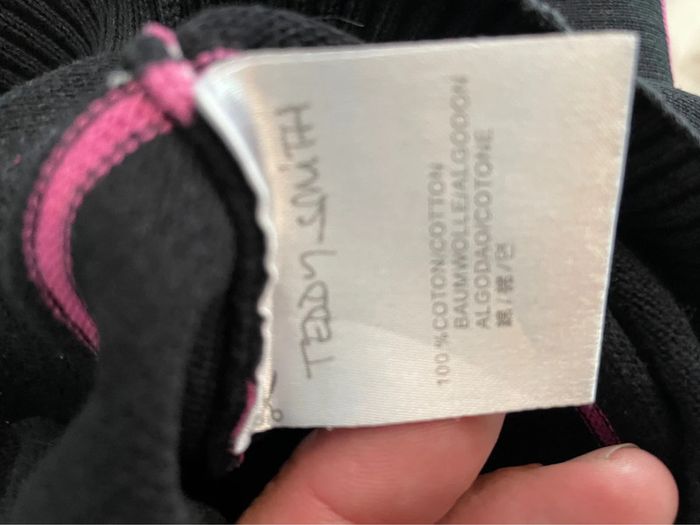 TEDDY SMITH
100 % COTON/COTTON
BAUMWOLLE/ALGODON
ALGODAO/COTONE